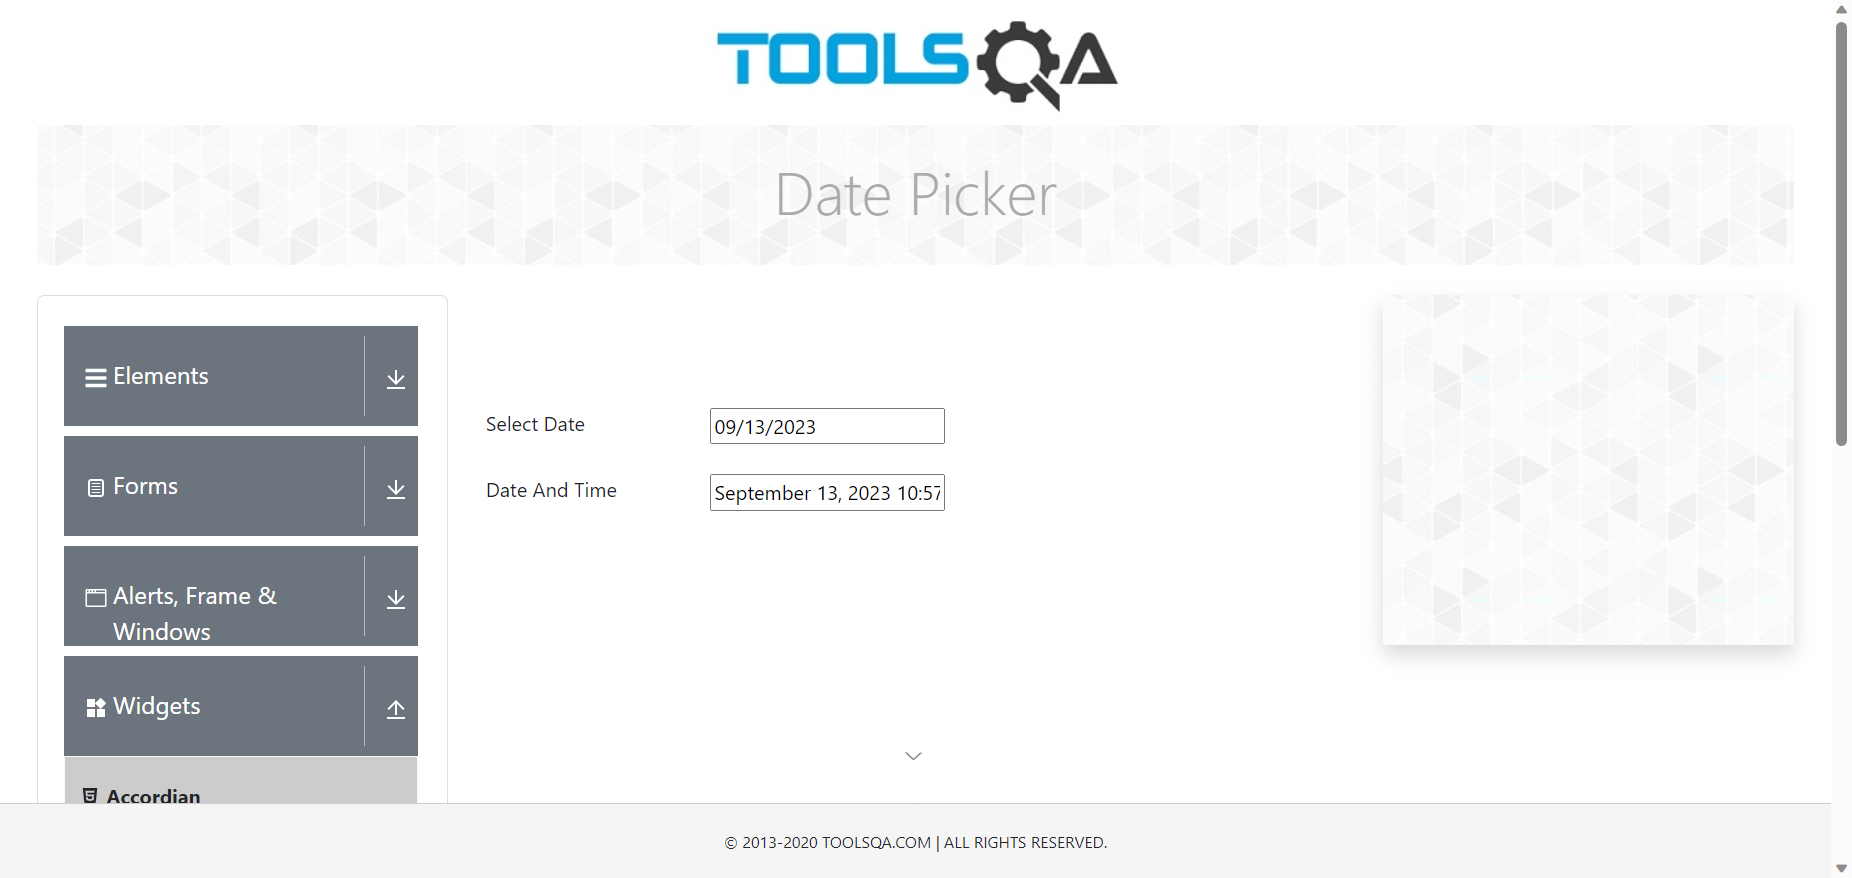 TOOLSQA
Date Picker
Elements
Forms
Alerts, Frame &
Windows
Widgets
Accordian
Select Date
09/13/2023
Date And Time
September 13, 2023 10:57
© 2013-2020 TOOLSQA.COM | ALL RIGHTS RESERVED.